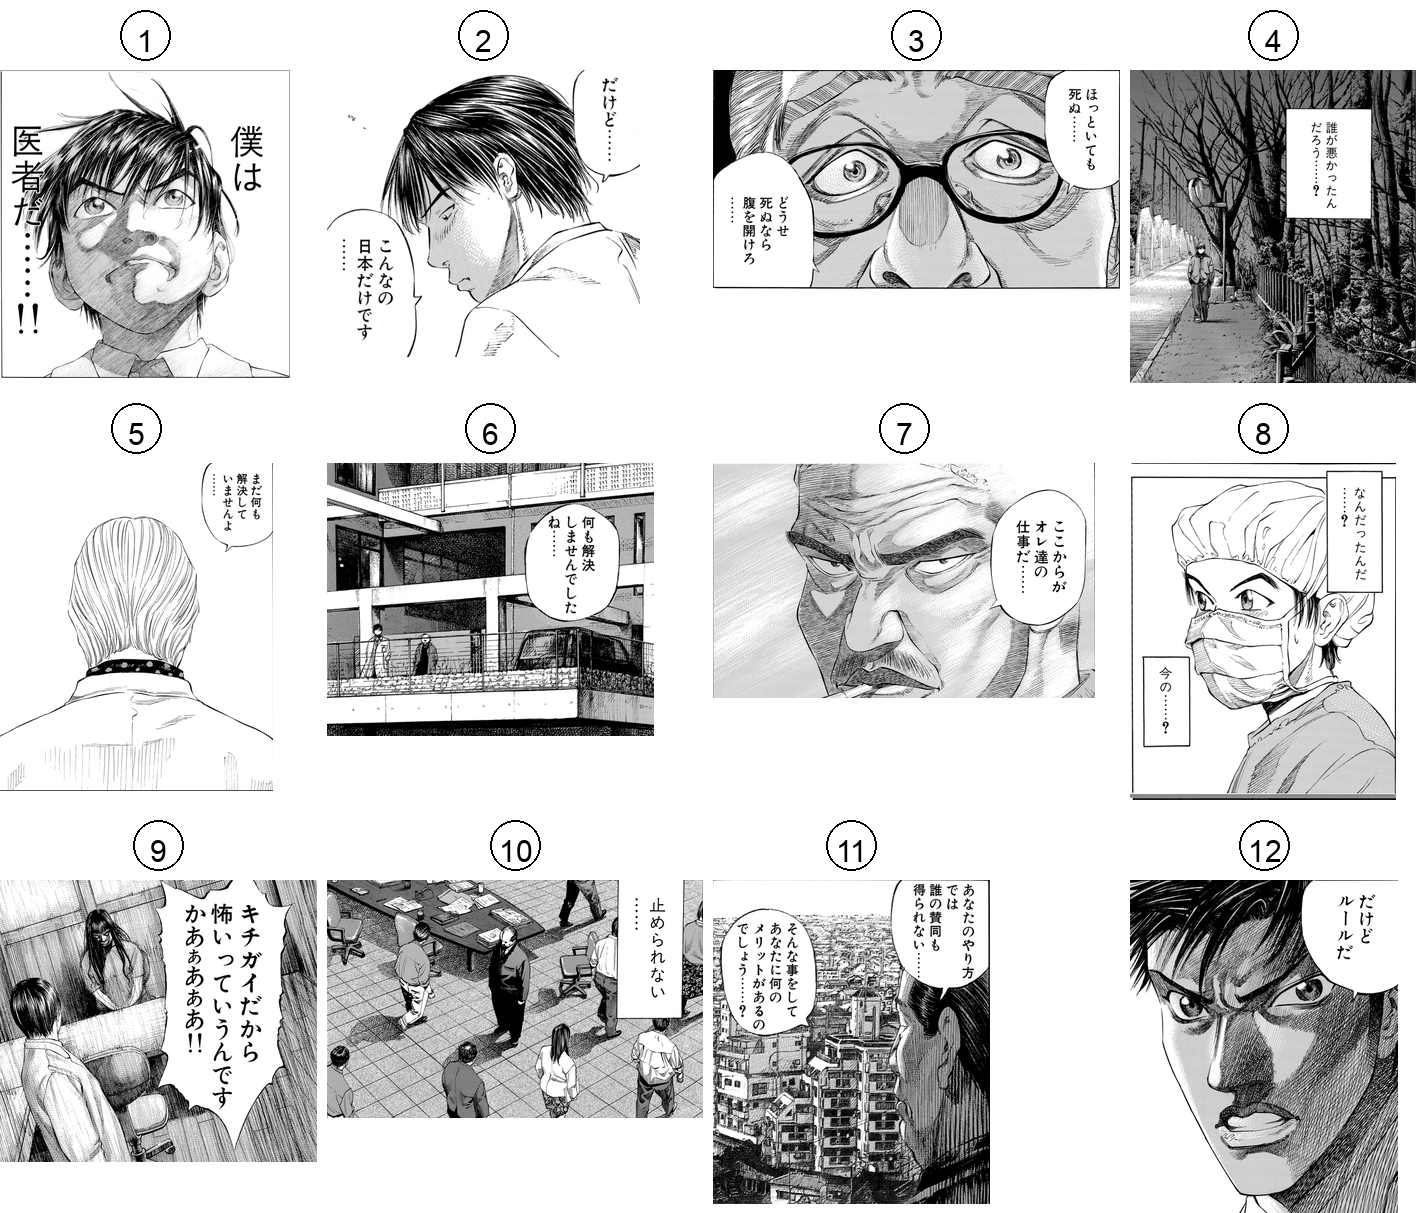 1
僕は
医者だ……!!
2
だけど……
こんなの
日本だけです
……
3
ほっといても
死ぬ……
どうせ
死ぬなら
腹を開けろ
……
4
誰が悪かったん
だろう……?
5
まだ何も
解決して
いませんよ
……
6
何も解決
しませんでした
ね……
7
ここからが
オレ達の
仕事だ……
8
なんだったんだ
……?
今の……?
9
キチガイだから
怖いっていうんです
かあぁあぁあ!!
10
止められない
……
11
あなたのやり方
では
誰の賛同も
得られない……
そんな事をして
あなたに何の
メリットがあるの
でしょう……?
12
だけど
ルールだ